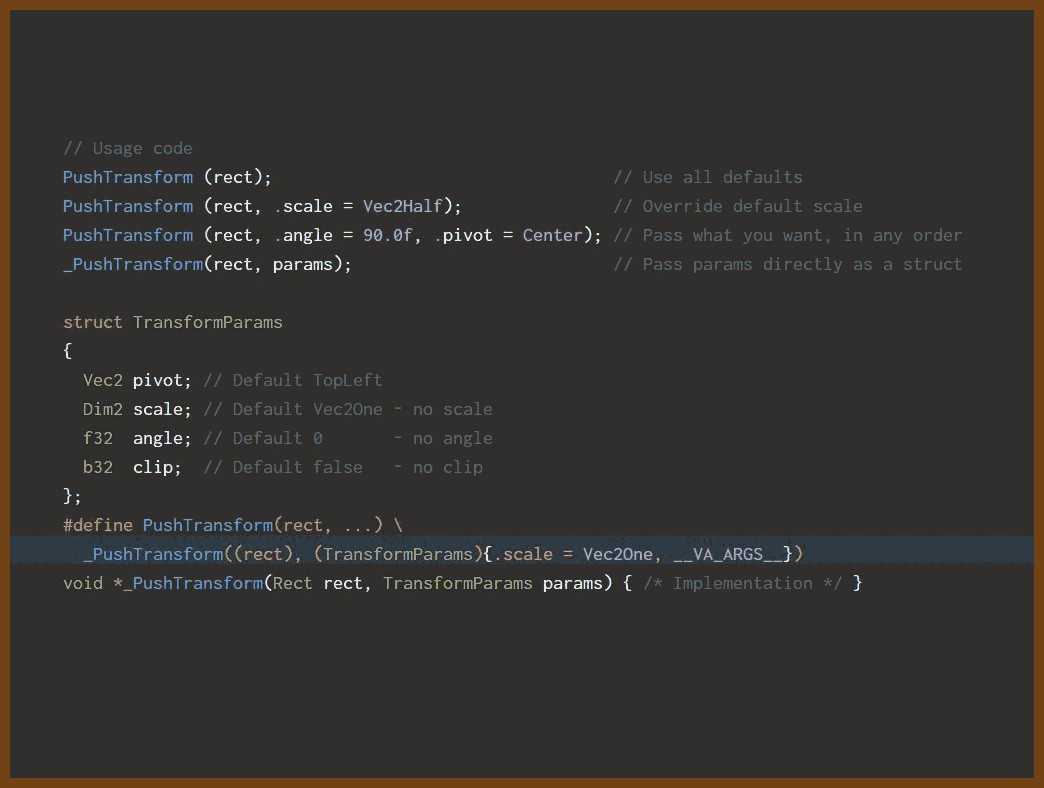 // Usage code
PushTransform (rect);                                  // Use all defaults
PushTransform (rect, .scale = Vec2Half);               // Override default scale
PushTransform (rect, .angle = 90.0f, .pivot = Center); // Pass what you want, in any order
_PushTransform(rect, params);                          // Pass params directly as a struct
struct TransformParams
{
  Vec2 pivot; // Default TopLeft
  Dim2 scale; // Default Vec2One - no scale
  f32  angle; // Default 0       - no angle
  b32  clip;  // Default false   - no clip
};
#define PushTransform(rect, ...) \
  _PushTransform((rect), (TransformParams){.scale = Vec2One, __VA_ARGS__})
void *_PushTransform(Rect rect, TransformParams params) { /* Implementation */ }